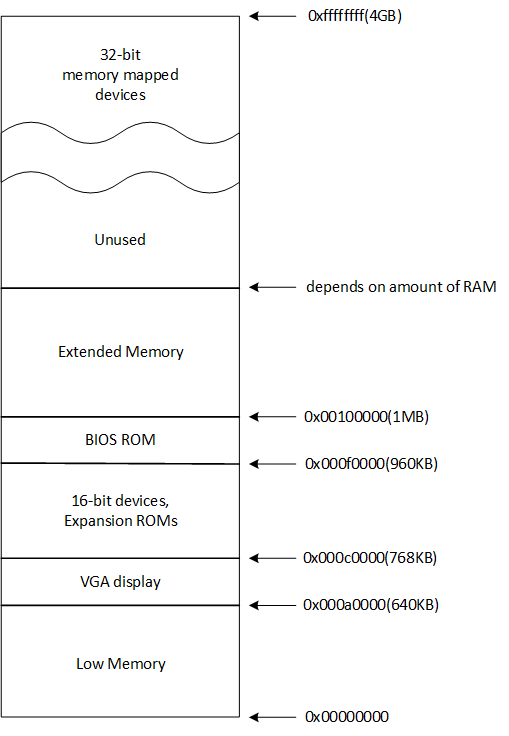 0xffffffff(4GB)
32-bit
memory mapped
devices
Unused
depends on amount of RAM
Extended Memory
0x00100000(1MB)
BIOS ROM
0x000f0000(960KB)
16-bit devices,
Expansion ROMs
0x000c0000(768KB)
VGA display
0x000a0000(640KB)
Low Memory
0x00000000